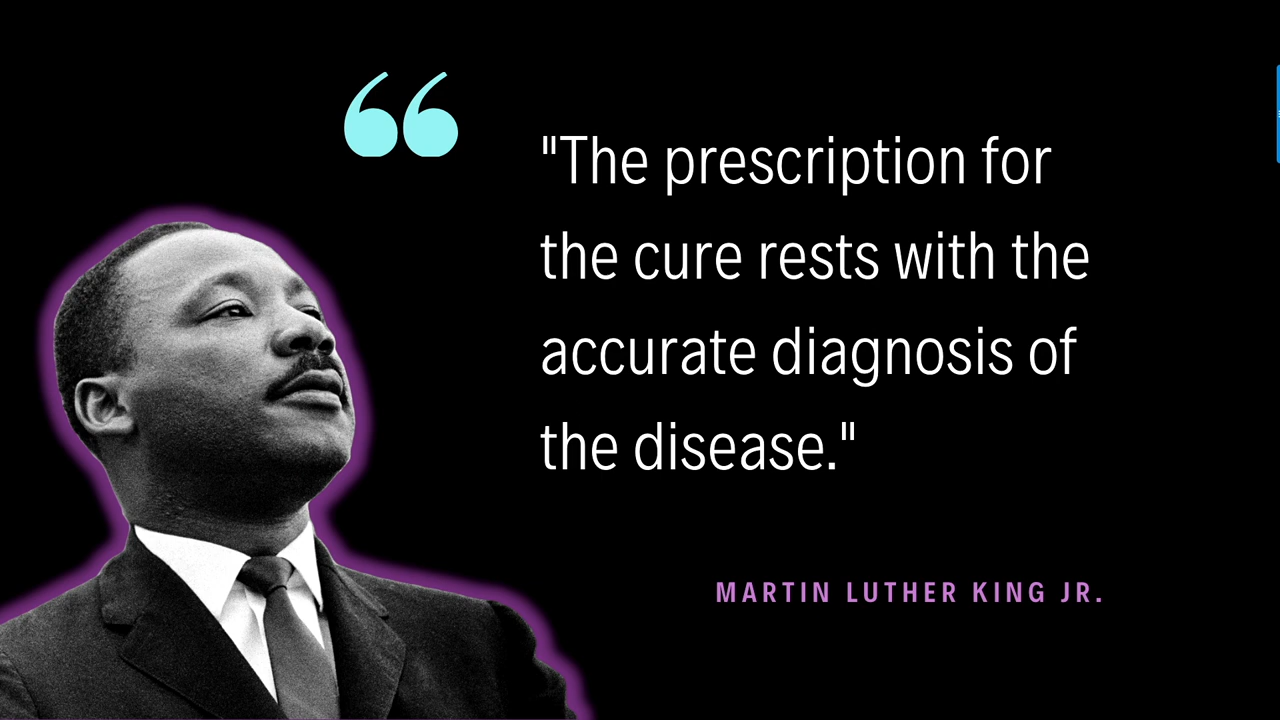 "The prescription for
the cure rests with the
accurate diagnosis of
the disease."
MARTIN LUTHER KING JR.